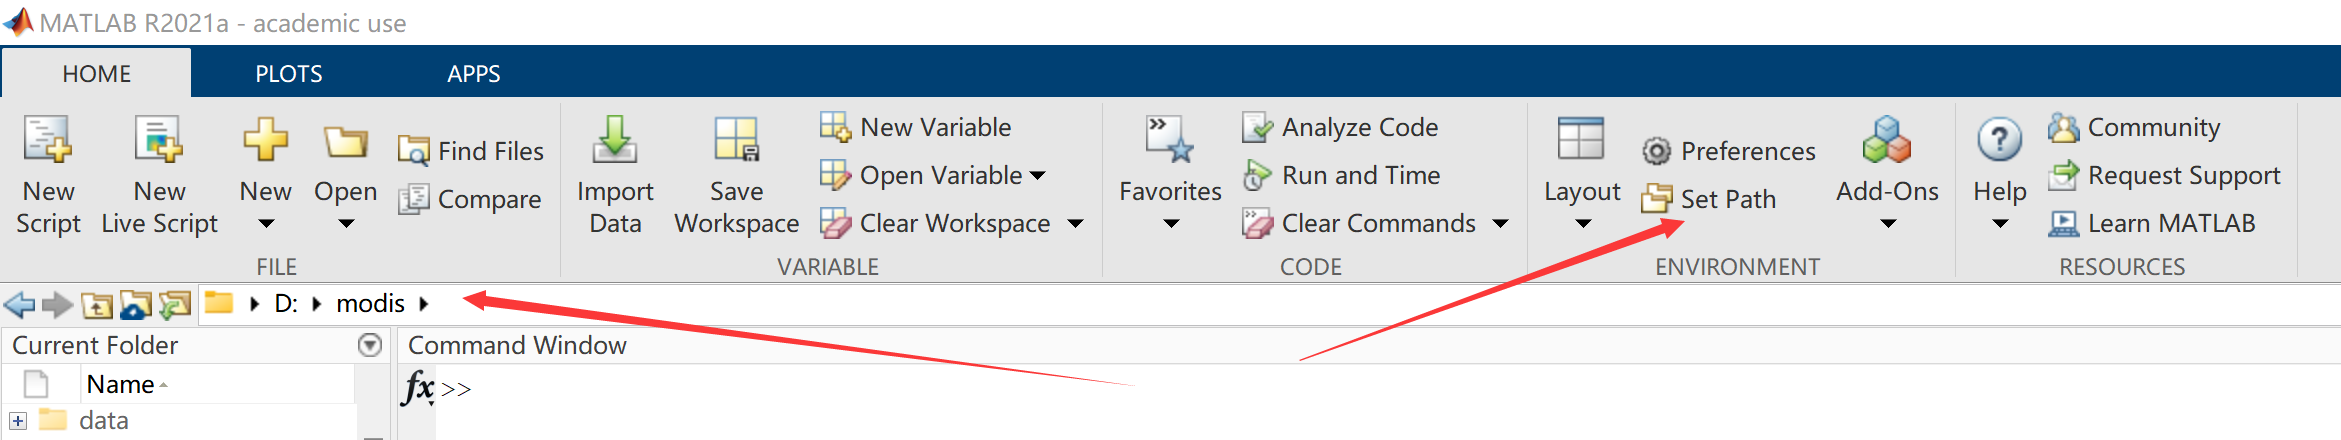 MATLAB R2021a - academic use
HOME PLOTS APPS
New Script
New Live Script
New
Open
Find Files
Compare
FILE
Import Data
Save Workspace
New Variable
Open Variable
Clear Workspace
VARIABLE
Favorites
Analyze Code
Run and Time
Clear Commands
CODE
Layout
Preferences
Set Path
Add-Ons
ENVIRONMENT
Help
Community
Request Support
Learn MATLAB
RESOURCES
D: modis
Current Folder
Name
data
Command Window
fx >>